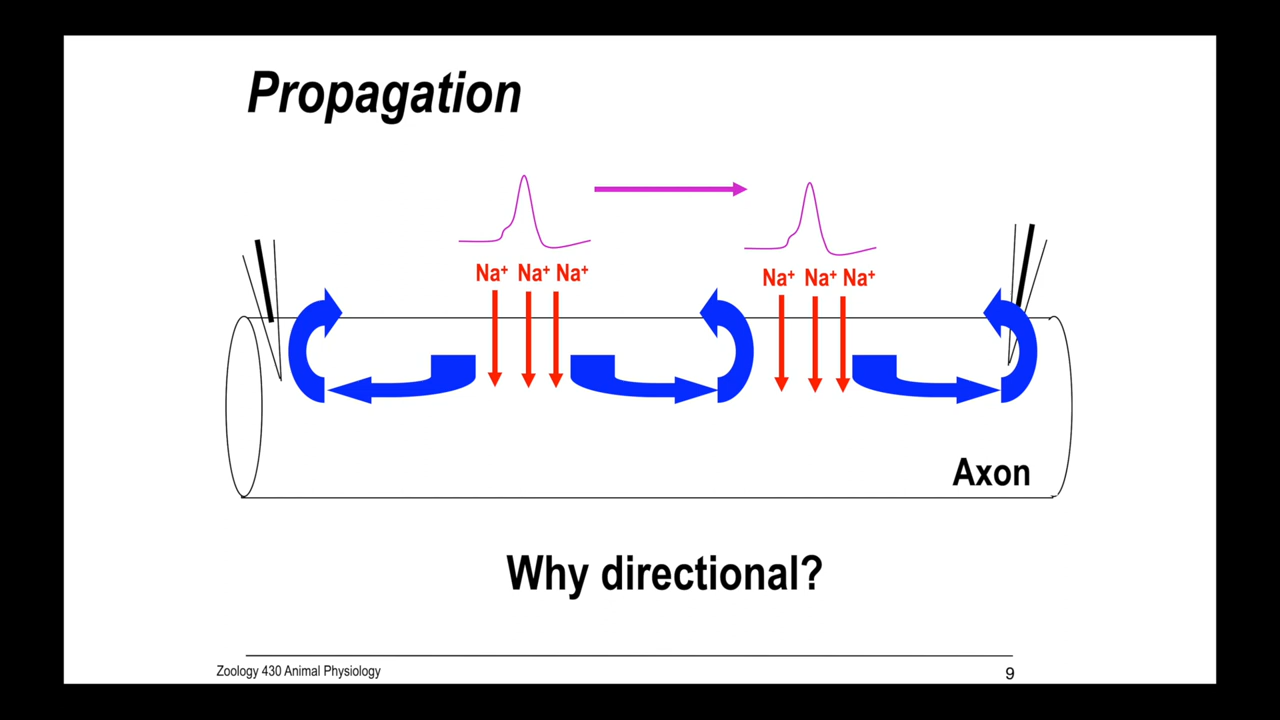 Propagation
Na⁺ Na⁺ Na⁺
Na⁺ Na⁺ Na⁺
Axon
Why directional?
Zoology 430 Animal Physiology
9